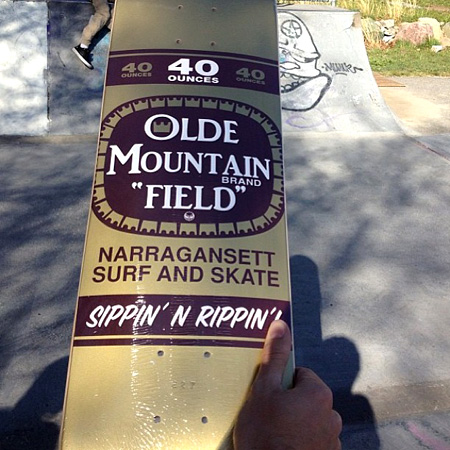 40 OUNCES 40 OUNCES 40 OUNCES
OLDE
MOUNTAIN
BRAND
"FIELD"
NARRAGANSETT
SURF AND SKATE
SIPPIN' N RIPPIN'!